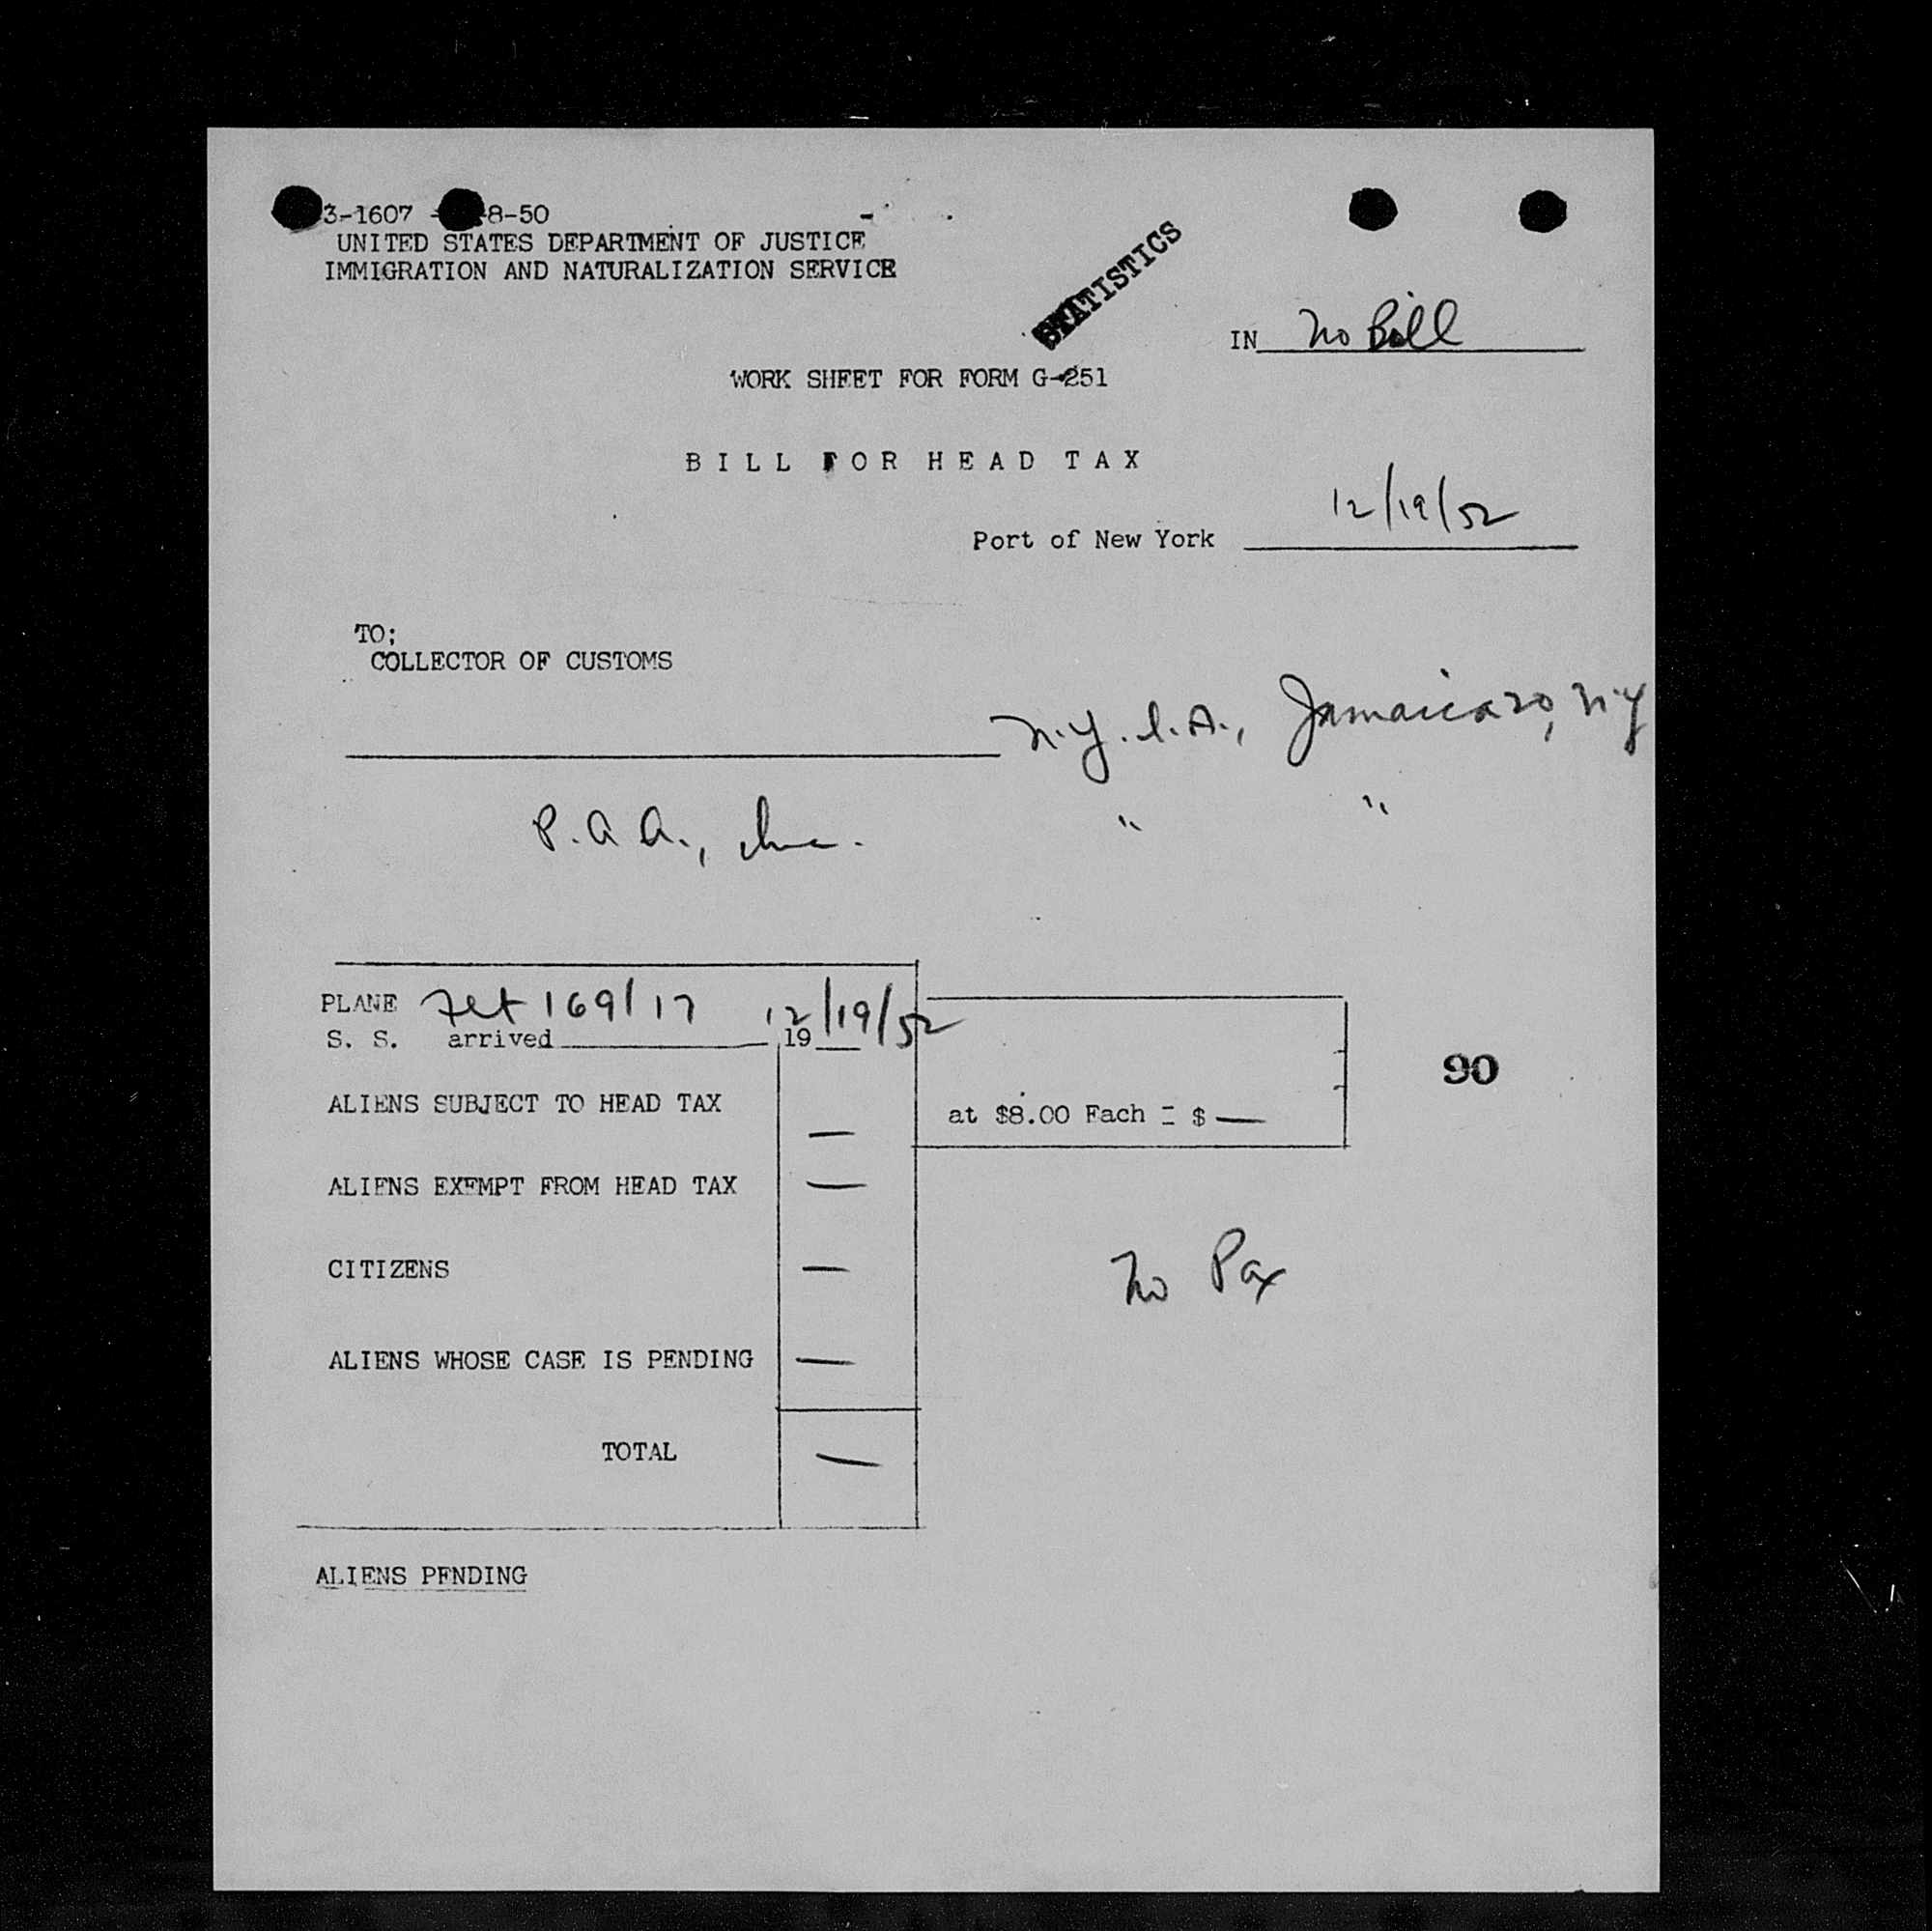 3-1607 - 8-50
UNITED STATES DEPARTMENT OF JUSTICE
IMMIGRATION AND NATURALIZATION SERVICE
STATISTICS
IN No Bill
WORK SHEET FOR FORM G-251
BILL FOR HEAD TAX
12/19/52
Port of New York
TO:
COLLECTOR OF CUSTOMS
N.Y.I.A., Jamaica 30, N.Y
P.A.A., Inc. " "
PLANE Flt 169/17 12/19/52
S. S. arrived 19
90
ALIENS SUBJECT TO HEAD TAX —
at $8.00 Each = $ —
ALIENS EXEMPT FROM HEAD TAX —
CITIZENS —
No Pax
ALIENS WHOSE CASE IS PENDING —
TOTAL —
ALIENS PENDING